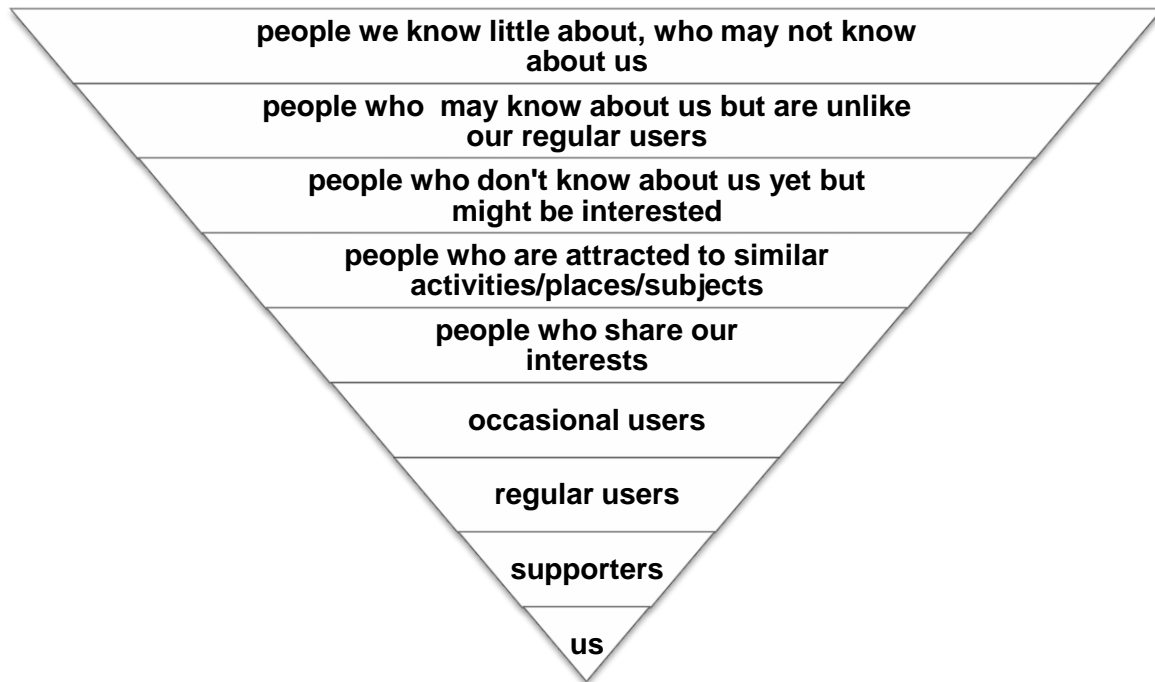 people we know little about, who may not know
about us
people who  may know about us but are unlike
our regular users
people who don't know about us yet but
might be interested
people who are attracted to similar
activities/places/subjects
people who share our
interests
occasional users
regular users
supporters
us